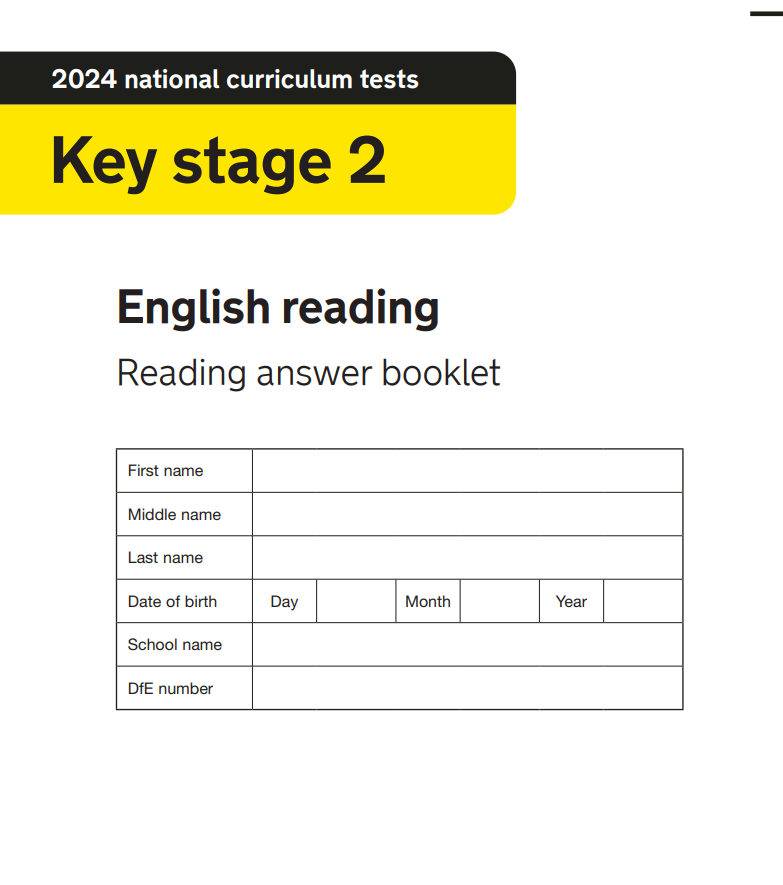 2024 national curriculum tests
Key stage 2
English reading
Reading answer booklet
First name
Middle name
Last name
Date of birth Day Month Year
School name
DfE number